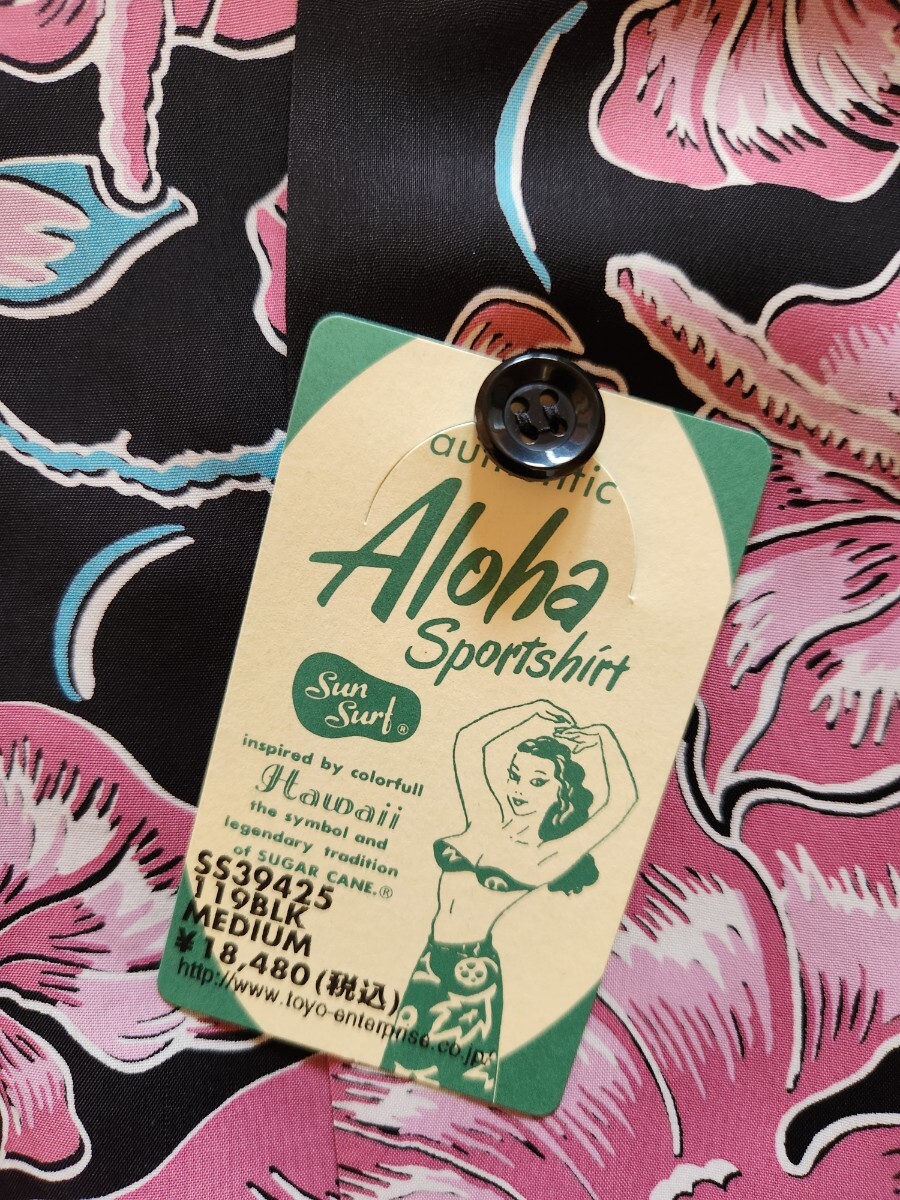 Aloha
Sportshirt
Sun
Surf®
inspired by colorfull
Hawaii
the symbol and
legendary tradition
of SUGAR CANE.®
SS39425
119BLK
MEDIUM
¥18,480(税込)
http://www.toyo-enterprise.co.jp/